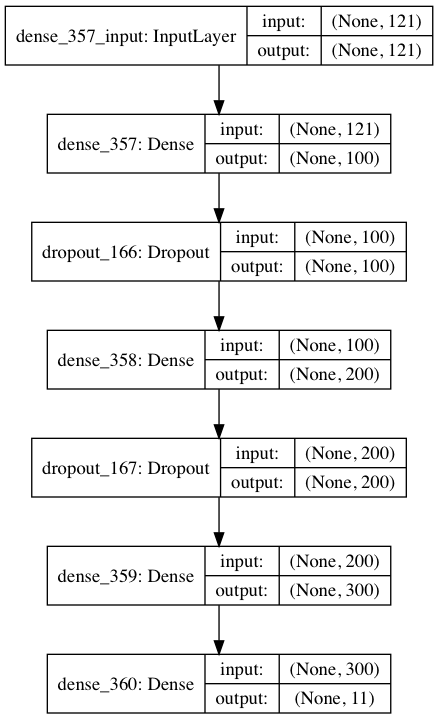 dense_357_input: InputLayer
input: (None, 121)
output: (None, 121)
dense_357: Dense
input: (None, 121)
output: (None, 100)
dropout_166: Dropout
input: (None, 100)
output: (None, 100)
dense_358: Dense
input: (None, 100)
output: (None, 200)
dropout_167: Dropout
input: (None, 200)
output: (None, 200)
dense_359: Dense
input: (None, 200)
output: (None, 300)
dense_360: Dense
input: (None, 300)
output: (None, 11)